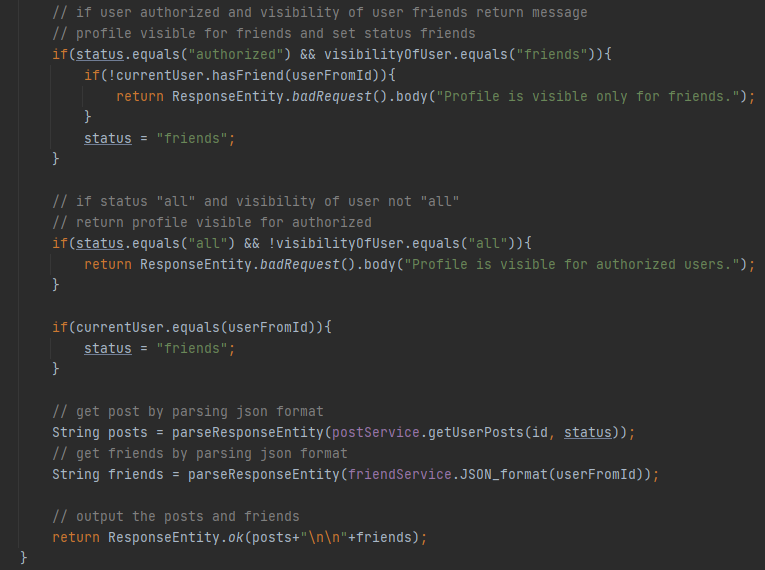 // if user authorized and visibility of user friends return message
// profile visible for friends and set status friends
if(status.equals("authorized") && visibilityOfUser.equals("friends")){
if(!currentUser.hasFriend(userFromId)){
return ResponseEntity.badRequest().body("Profile is visible only for friends.");
}
status = "friends";
}
// if status "all" and visibility of user not "all"
// return profile visible for authorized
if(status.equals("all") && !visibilityOfUser.equals("all")){
return ResponseEntity.badRequest().body("Profile is visible for authorized users.");
}
if(currentUser.equals(userFromId)){
status = "friends";
}
// get post by parsing json format
String posts = parseResponseEntity(postService.getUserPosts(id, status));
// get friends by parsing json format
String friends = parseResponseEntity(friendService.JSON_format(userFromId));
// output the posts and friends
return ResponseEntity.ok(posts+"\n\n"+friends);
}